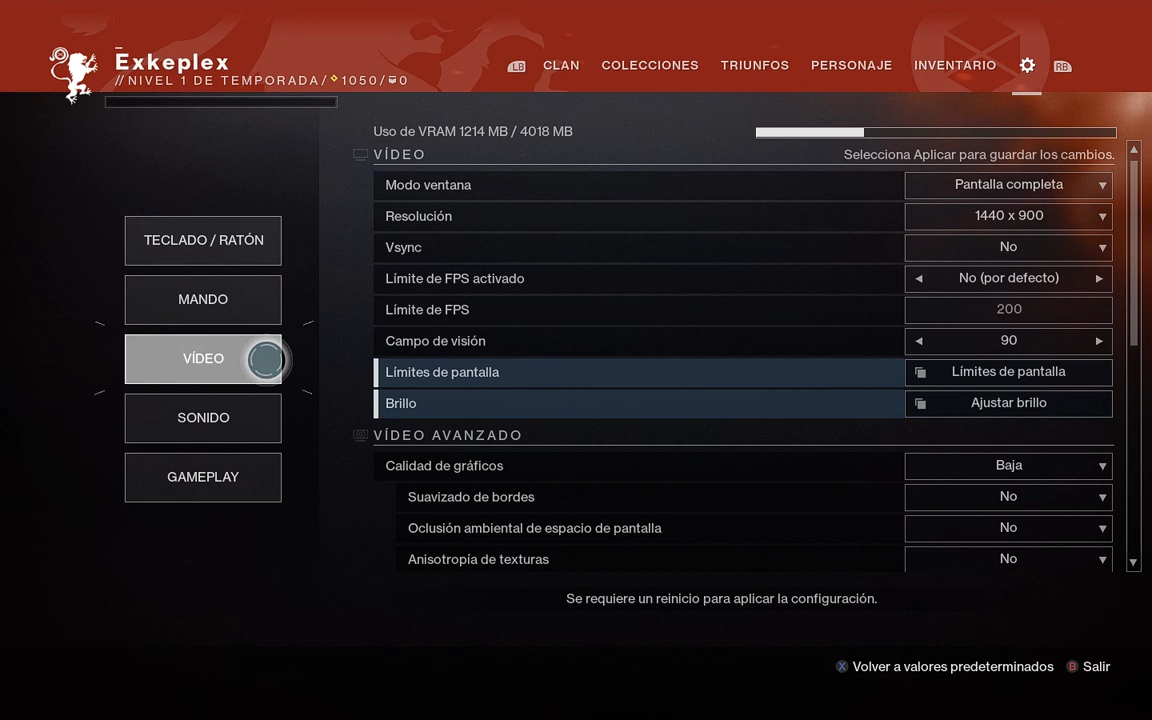 Exkeplex
//NIVEL 1 DE TEMPORADA/ 1050/ 0
LB CLAN COLECCIONES TRIUNFOS PERSONAJE INVENTARIO RB
Uso de VRAM 1214 MB / 4018 MB
VÍDEO Selecciona Aplicar para guardar los cambios.
Modo ventana Pantalla completa
Resolución 1440 x 900
Vsync No
Límite de FPS activado No (por defecto)
Límite de FPS 200
Campo de visión 90
Límites de pantalla Límites de pantalla
Brillo Ajustar brillo
VÍDEO AVANZADO
Calidad de gráficos Baja
Suavizado de bordes No
Oclusión ambiental de espacio de pantalla No
Anisotropía de texturas No
TECLADO / RATÓN
MANDO
VÍDEO
SONIDO
GAMEPLAY
Se requiere un reinicio para aplicar la configuración.
X Volver a valores predeterminados B Salir